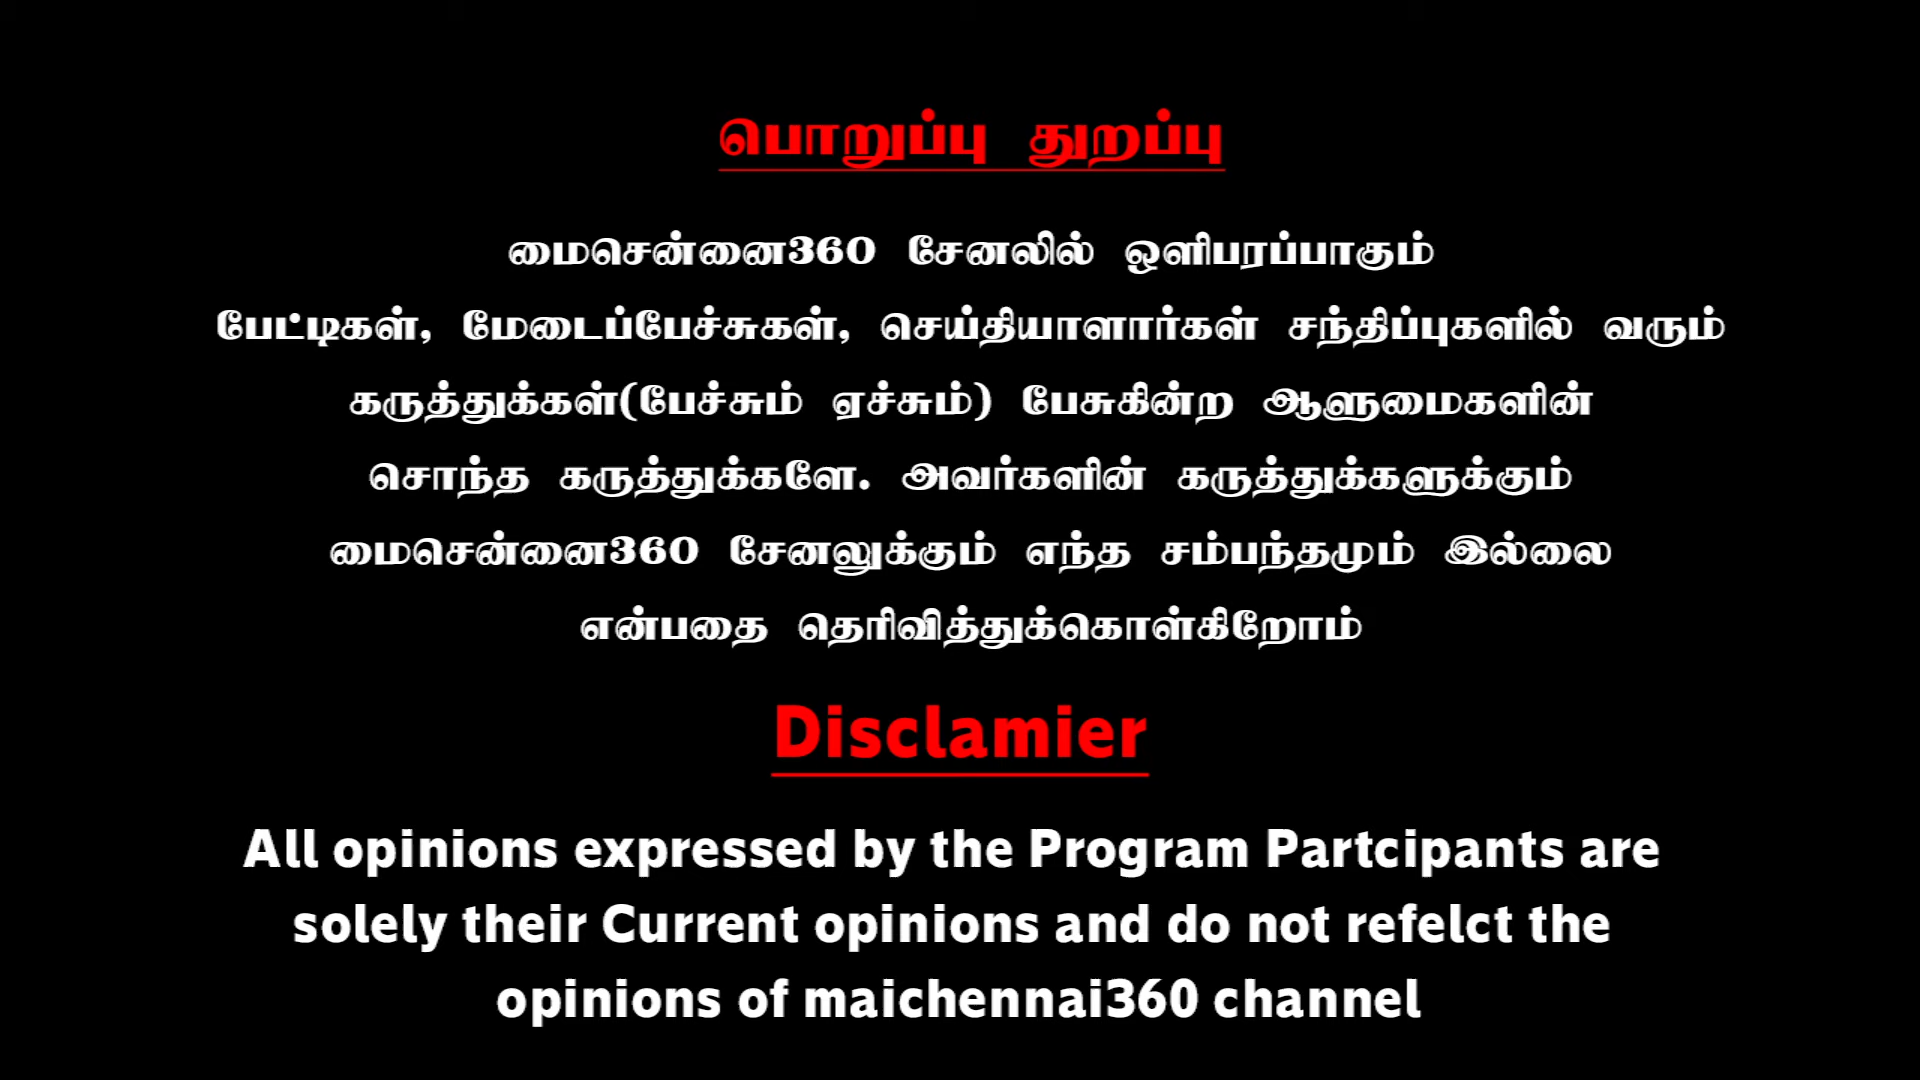 பொறுப்பு துறப்பு
மைசென்னை360 சேனலில் ஒளிபரப்பாகும்
பேட்டிகள், மேடைப்பேச்சுகள், செய்தியாளார்கள் சந்திப்புகளில் வரும்
கருத்துக்கள்(பேச்சும் ஏச்சும்) பேசுகின்ற ஆளுமைகளின்
சொந்த கருத்துக்களே. அவர்களின் கருத்துக்களுக்கும்
மைசென்னை360 சேனலுக்கும் எந்த சம்பந்தமும் இல்லை
என்பதை தெரிவித்துக்கொள்கிறோம்
Disclamier
All opinions expressed by the Program Partcipants are
solely their Current opinions and do not refelct the
opinions of maichennai360 channel